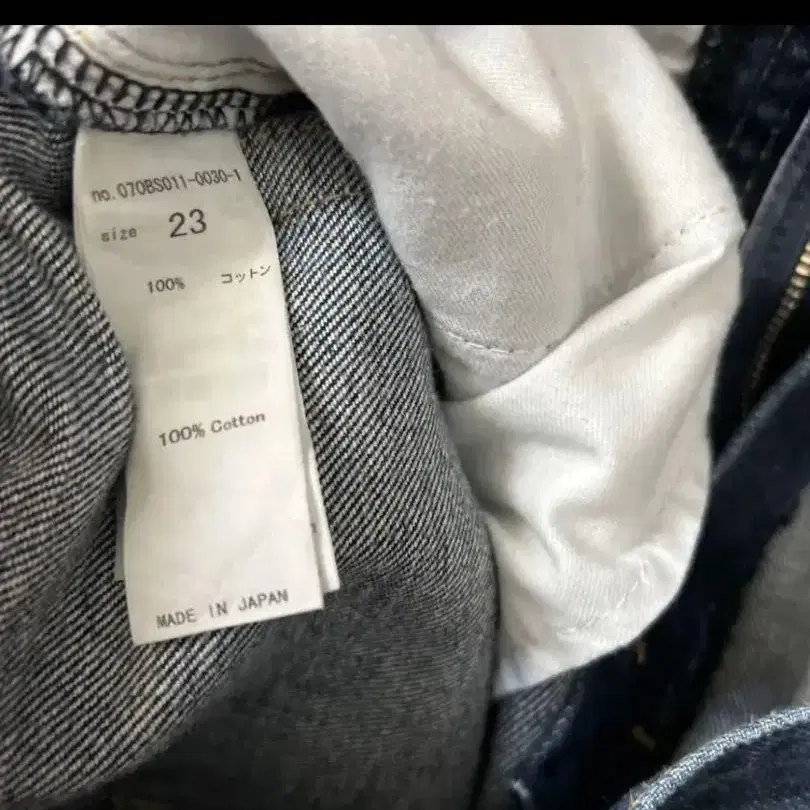 no. 070BS011-0030-1
size 23
100% コットン
100% Cotton
MADE IN JAPAN